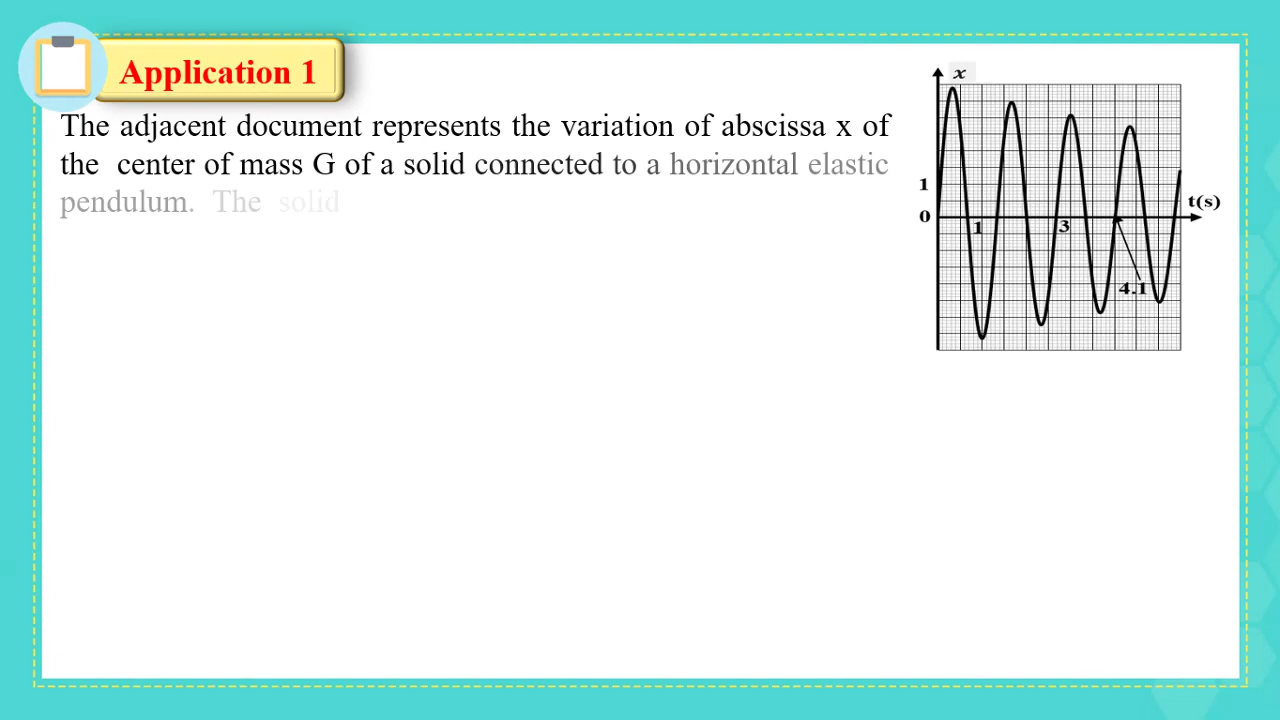 Application 1
The adjacent document represents the variation of abscissa x of
the center of mass G of a solid connected to a horizontal elastic
pendulum. The solid
x
1
0
t(s)
1
3
4.1